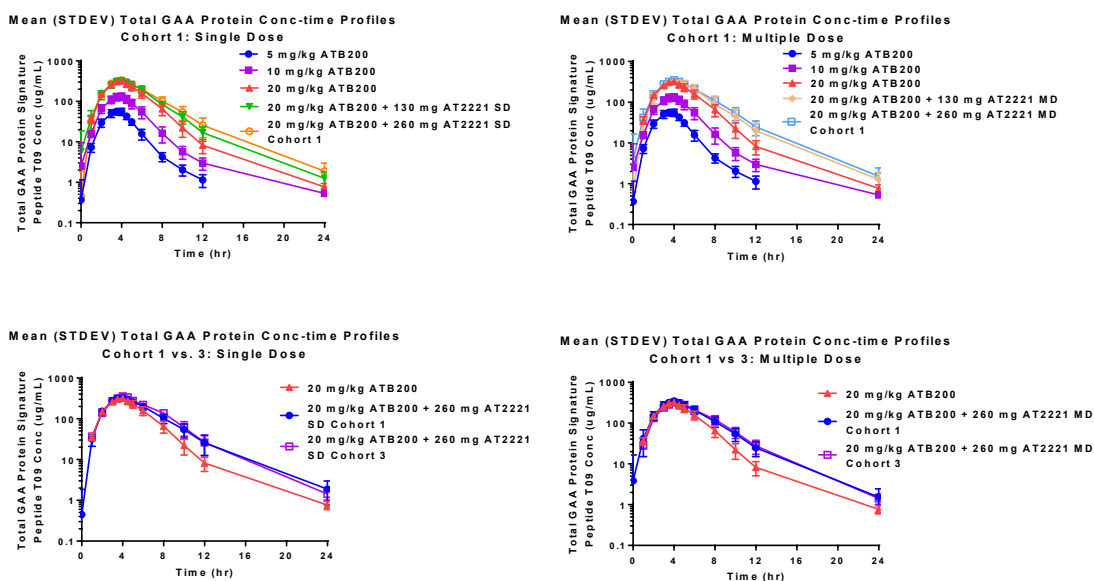 Mean (STDEV) Total GAA Protein Conc-time Profiles
Cohort 1: Single Dose
5 mg/kg ATB200
10 mg/kg ATB200
20 mg/kg ATB200
20 mg/kg ATB200 + 130 mg AT2221 SD
20 mg/kg ATB200 + 260 mg AT2221 SD
Cohort 1
Total GAA Protein Signature
Peptide T09 Conc (ug/mL)
1000
100
10
1
0.1
0 4 8 12 16 20 24
Time (hr)
Mean (STDEV) Total GAA Protein Conc-time Profiles
Cohort 1: Multiple Dose
5 mg/kg ATB200
10 mg/kg ATB200
20 mg/kg ATB200
20 mg/kg ATB200 + 130 mg AT2221 MD
20 mg/kg ATB200 + 260 mg AT2221 MD
Cohort 1
Total GAA Protein Signature
Peptide T09 Conc (ug/mL)
1000
100
10
1
0.1
0 4 8 12 16 20 24
Time (hr)
Mean (STDEV) Total GAA Protein Conc-time Profiles
Cohort 1 vs. 3: Single Dose
20 mg/kg ATB200
20 mg/kg ATB200 + 260 mg AT2221
SD Cohort 1
20 mg/kg ATB200 + 260 mg AT2221
SD Cohort 3
Total GAA Protein Signature
Peptide T09 Conc (ug/mL)
1000
100
10
1
0.1
0 4 8 12 16 20 24
Time (hr)
Mean (STDEV) Total GAA Protein Conc-time Profiles
Cohort 1 vs 3: Multiple Dose
20 mg/kg ATB200
20 mg/kg ATB200 + 260 mg AT2221 MD
Cohort 1
20 mg/kg ATB200 + 260 mg AT2221 MD
Cohort 3
Total GAA Protein Signature
Peptide T09 Conc (ug/mL)
1000
100
10
1
0.1
0 4 8 12 16 20 24
Time (hr)